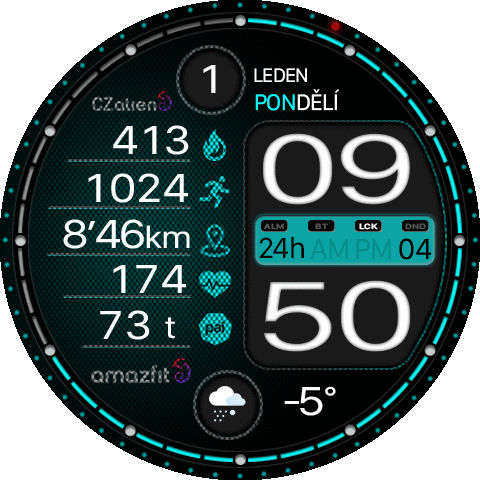 1
LEDEN
PONDĚLÍ
CZalien
413
1024
8'46km
174
73 t
pai
amazfit
09
ALM BT LCK DND
24h AM PM 04
50
-5°